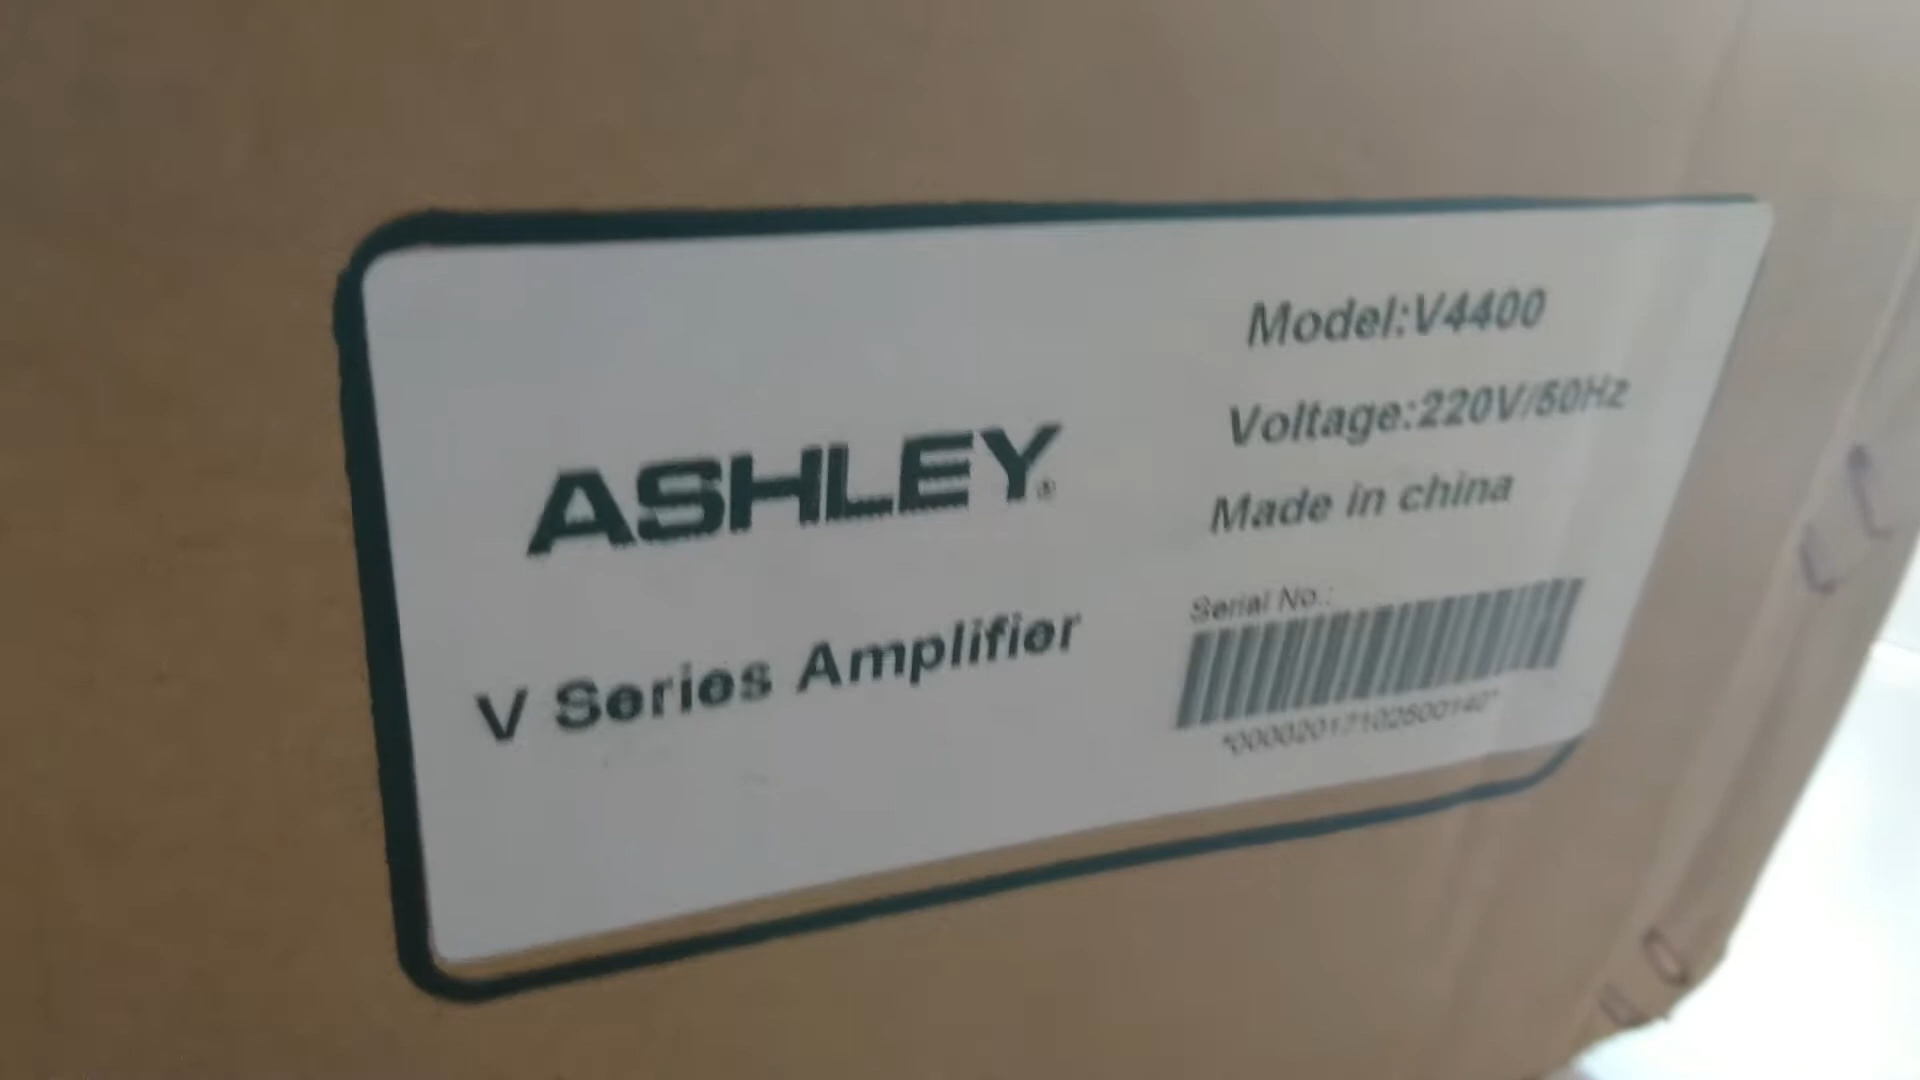 ASHLEY®
V Series Amplifier
Model:V4400
Voltage:220V/50Hz
Made in china
Serial No.: